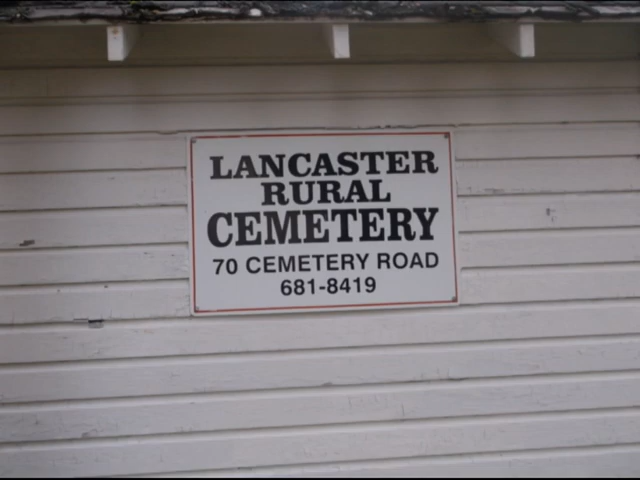 LANCASTER
RURAL
CEMETERY
70 CEMETERY ROAD
681-8419